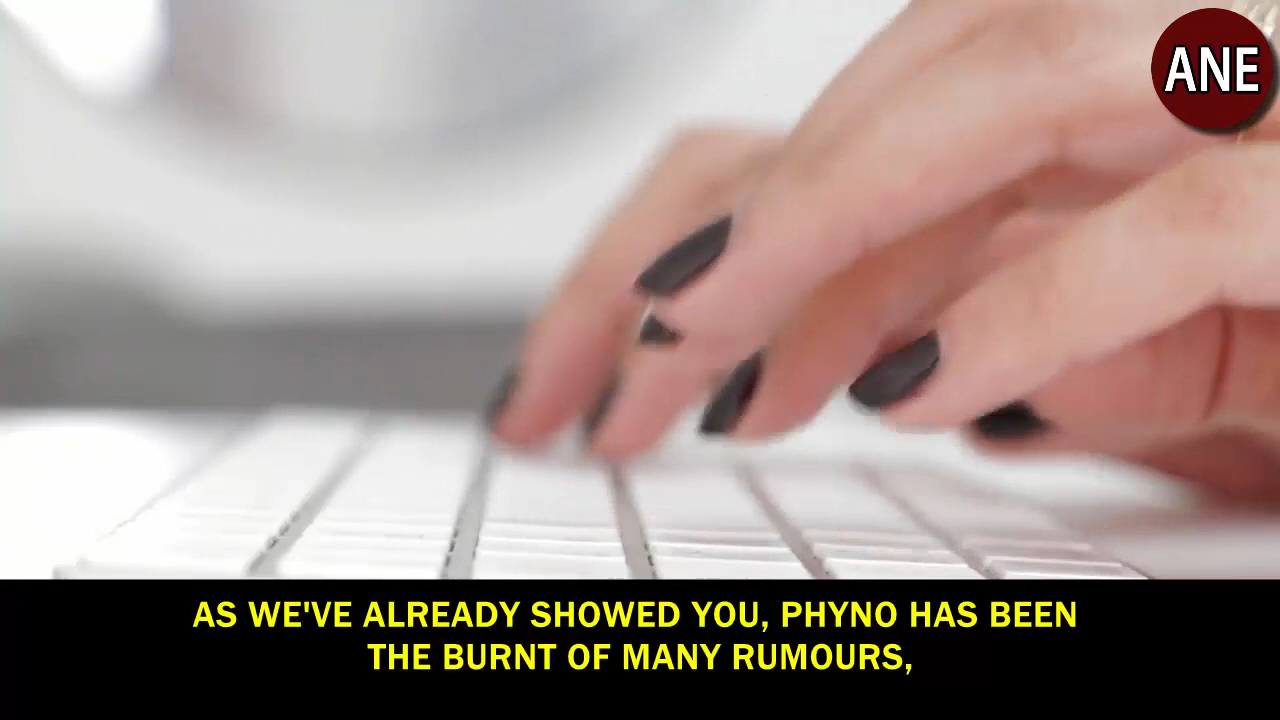 ANE
AS WE'VE ALREADY SHOWED YOU, PHYNO HAS BEEN
THE BURNT OF MANY RUMOURS,